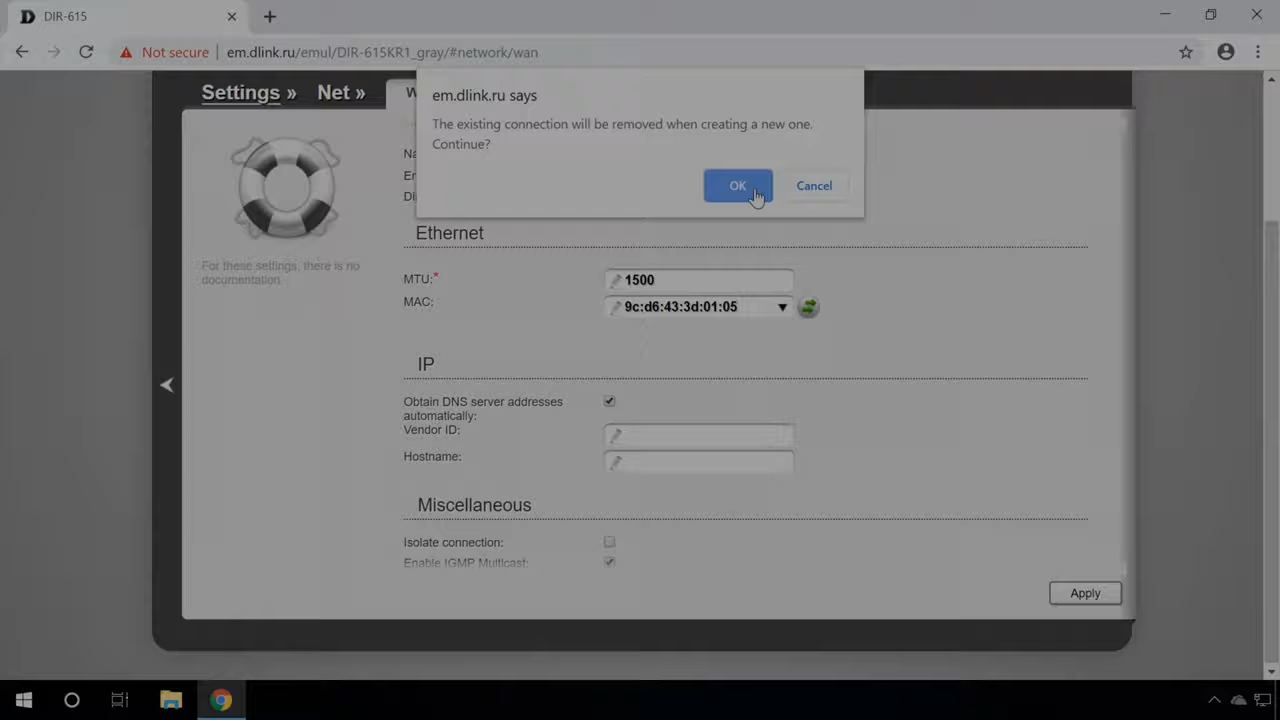 DIR-615
Not secure
em.dlink.ru/emul/DIR-615KR1_gray/#network/wan
Settings »
Net »
W
em.dlink.ru says
The existing connection will be removed when creating a new one.
Continue?
OK
Cancel
Na
En
Di
For these settings, there is no
documentation
Ethernet
MTU:*
1500
MAC:
9c:d6:43:3d:01:05
IP
Obtain DNS server addresses
automatically:
Vendor ID:
Hostname:
Miscellaneous
Isolate connection:
Enable IGMP Multicast:
Apply